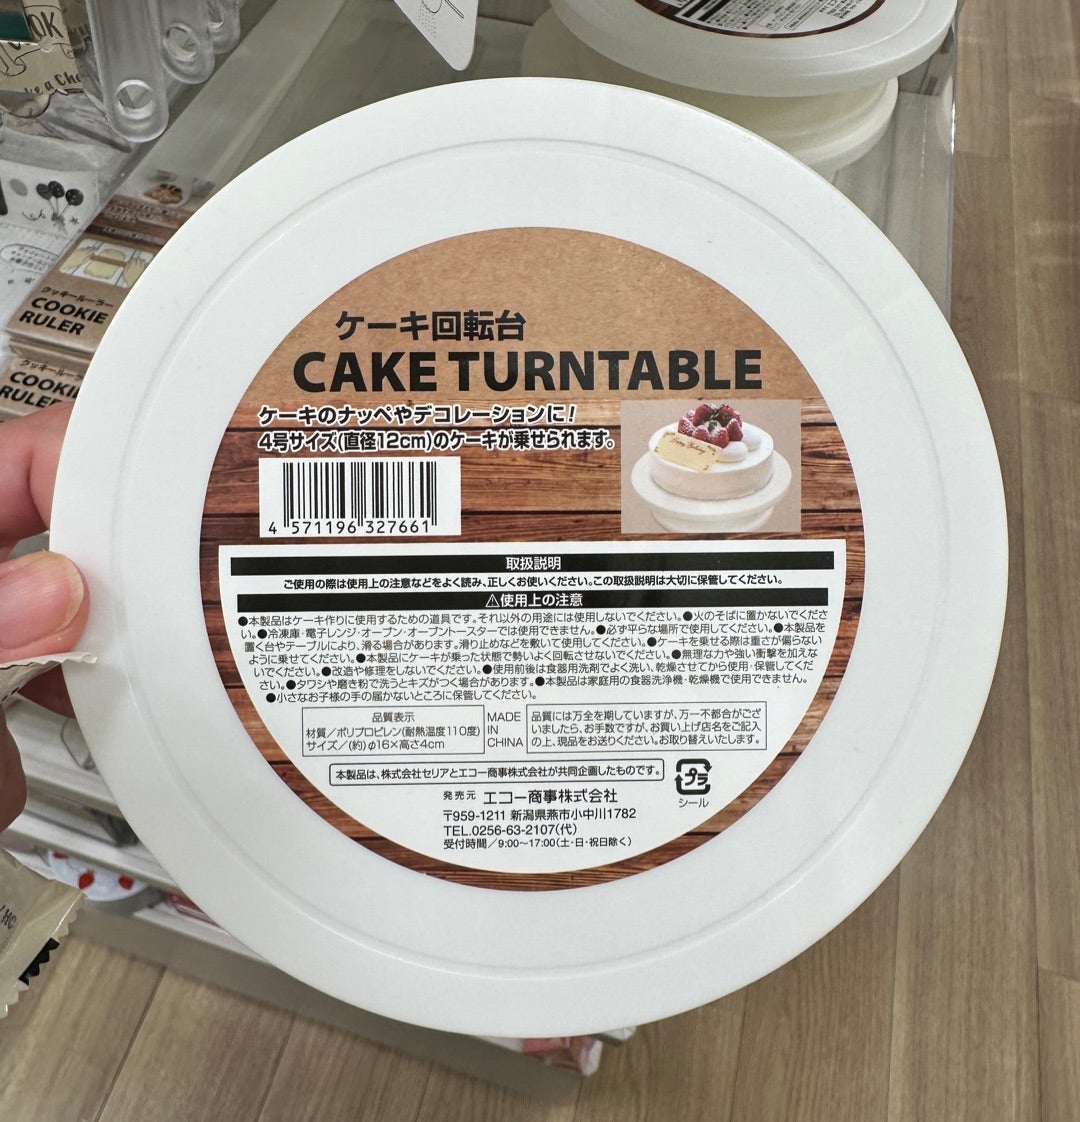 OK
ke a Cho
クッキールーラー
COOKIE
RULER
クッキールーラ
COOKI
RULER
ケーキ回転台
CAKE TURNTABLE
ケーキのナッペやデコレーションに!
4号サイズ(直径12cm)のケーキが乗せられます。
4 571196 327661
取扱説明
ご使用の際は使用上の注意などをよく読み、正しくお使いください。この取扱説明は大切に保管してください。
⚠使用上の注意
●本製品はケーキ作りに使用するための道具です。それ以外の用途には使用しないでください。●火のそばに置かないでくださ
い。●冷凍庫・電子レンジ・オーブン・オーブントースターでは使用できません。●必ず平らな場所で使用してください。●本製品を
置く台やテーブルにより、滑る場合があります。滑り止めなどを敷いて使用してください。●ケーキを乗せる際は重さが偏らない
ように乗せてください。●本製品にケーキが乗った状態で勢いよく回転させないでください。●無理な力や強い衝撃を加えな
いでください。●改造や修理をしないでください。●使用前後は食器用洗剤でよく洗い、乾燥させてから使用・保管してくだ
さい。●タワシや磨き粉で洗うとキズがつく場合があります。●本製品は家庭用の食器洗浄機・乾燥機で使用できません。
●小さなお子様の手の届かないところに保管してください。
品質表示
材質/ポリプロピレン(耐熱温度110度)
サイズ/(約)φ16×高さ4cm
MADE
IN
CHINA
品質には万全を期していますが、万一不都合がござ
いましたら、お手数ですが、お買い上げ店名をご記入
の上、現品をお送りください。お取り替えいたします。
本製品は、株式会社セリアとエコー商事株式会社が共同企画したものです。
プラ
シール
発売元 エコー商事株式会社
〒959-1211 新潟県燕市小中川1782
TEL.0256-63-2107(代)
受付時間/9:00~17:00(土・日・祝日除く)